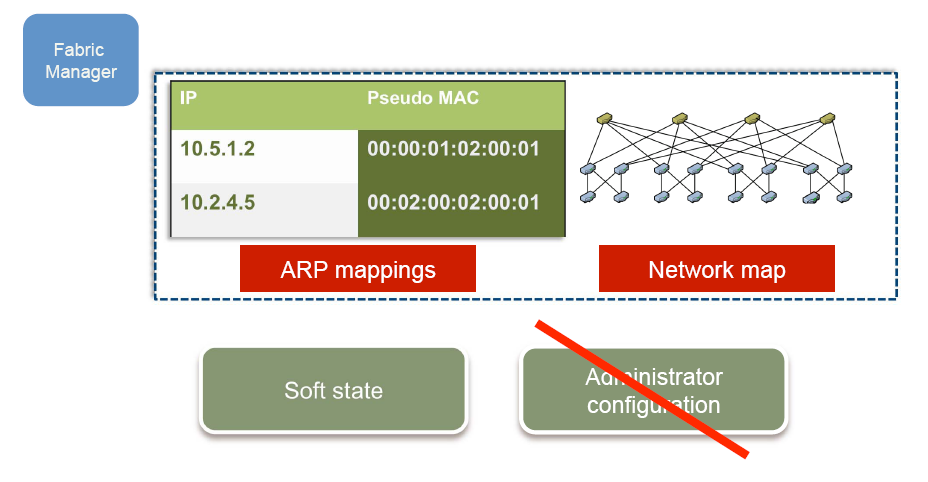 Fabric
Manager
IP Pseudo MAC
10.5.1.2 00:00:01:02:00:01
10.2.4.5 00:02:00:02:00:01
ARP mappings
Network map
Soft state
Administrator
configuration